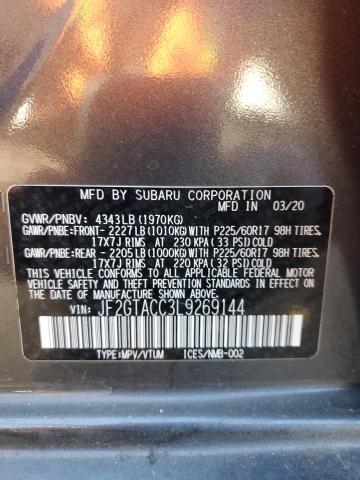 MFD. BY SUBARU CORPORATION
MFD IN 03/20
GVWR/PNBV: 4343LB (1970KG)
GAWR/PNBE:FRONT- 2227LB (1010KG)WITH P225/60R17 98H TIRES,
17X7J RIMS AT 230 KPA (33 PSI)COLD
GAWR/PNBE:REAR - 2205LB (1000KG)WITH P225/60R17 98H TIRES,
17X7J RIMS AT 220 KPA (32 PSI)COLD
THIS VEHICLE CONFORMS TO ALL APPLICABLE
FEDERAL MOTOR VEHICLE SAFETY STANDARDS IN EFFECT
ON THE DATE OF MANUFACTURE SHOWN ABOVE.
VIN: JF2GTACC3L9269144
TYPE:MPV/VTUM ICES/NMB-002